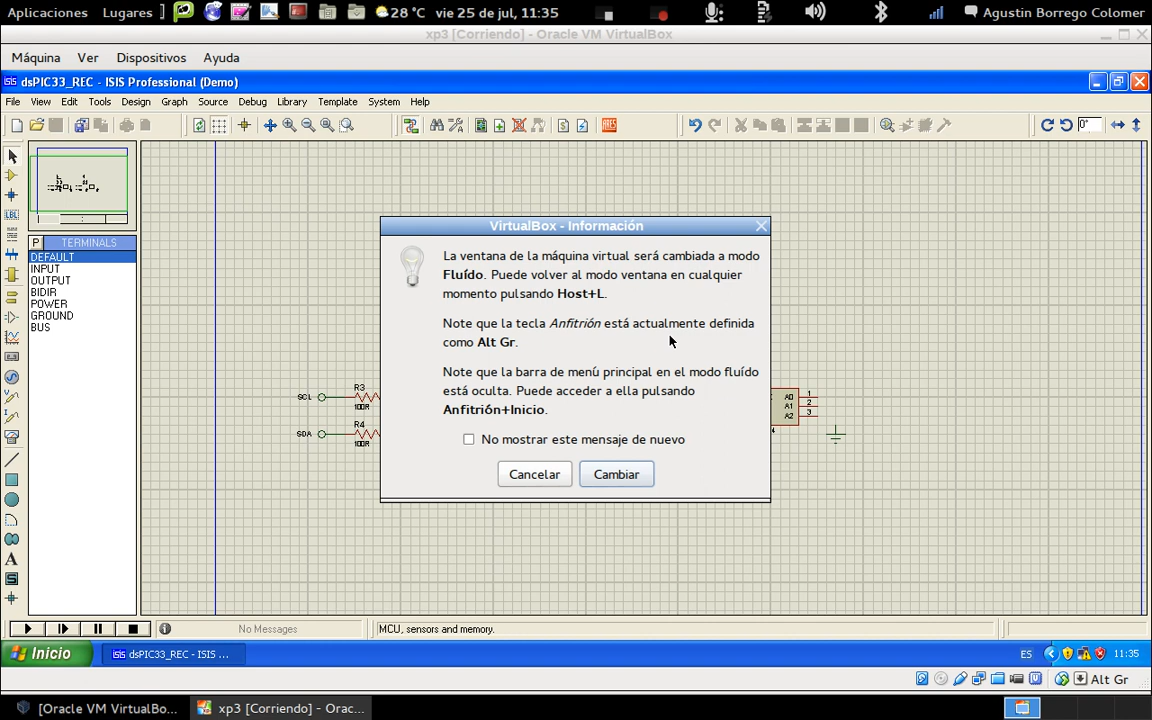 Aplicaciones Lugares 28 °C vie 25 de jul, 11:35 Agustin Borrego Colomer
xp3 [Corriendo] - Oracle VM VirtualBox
Máquina Ver Dispositivos Ayuda
dsPIC33_REC - ISIS Professional (Demo)
File View Edit Tools Design Graph Source Debug Library Template System Help
LBL
P TERMINALS
DEFAULT
INPUT
OUTPUT
BIDIR
POWER
GROUND
BUS
VirtualBox - Información
La ventana de la máquina virtual será cambiada a modo
Fluído. Puede volver al modo ventana en cualquier
momento pulsando Host+L.
Note que la tecla Anfitrión está actualmente definida
como Alt Gr.
Note que la barra de menú principal en el modo fluído
está oculta. Puede acceder a ella pulsando
Anfitrión+Inicio.
No mostrar este mensaje de nuevo
Cancelar Cambiar
R3
SCL
100R
R4
SDA
100R
A0 1
A1 2
A2 3
4
A
No Messages MCU, sensors and memory.
Inicio dsPIC33_REC - ISIS ... ES 11:35
Alt Gr
[Oracle VM VirtualBo... xp3 [Corriendo] - Orac...